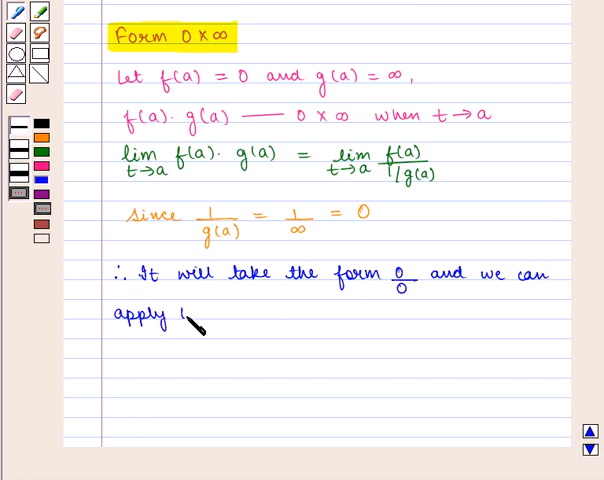 Form 0 × ∞
Let f(a) = 0 and g(a) = ∞,
f(a). g(a) — 0 × ∞ when t→a
lim t→a f(a). g(a) = lim t→a f(a) / 1/g(a)
since 1/g(a) = 1/∞ = 0
∴ It will take the form 0/0 and we can
apply